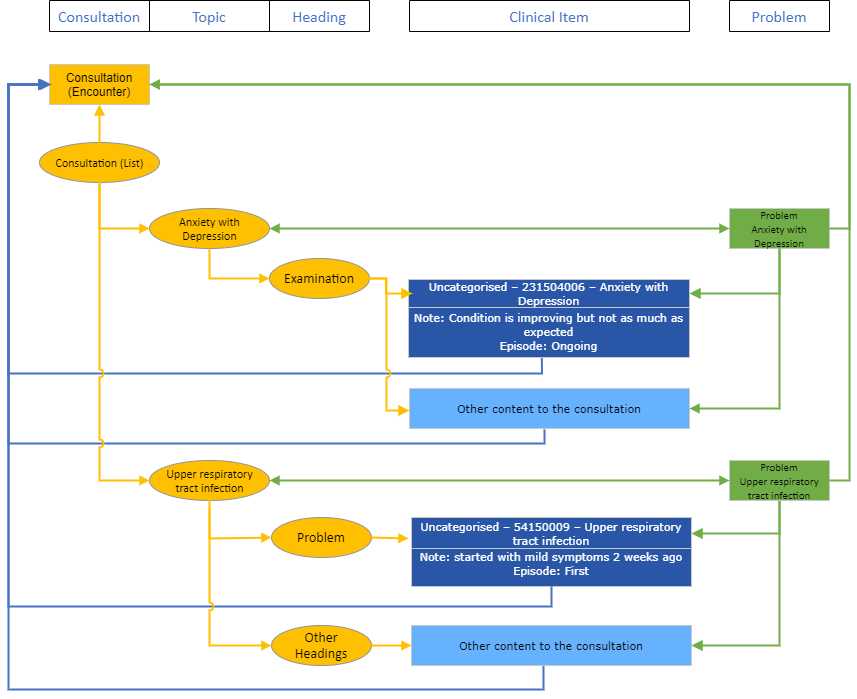 Consultation
Topic
Heading
Clinical Item
Problem
Consultation
(Encounter)
Consultation (List)
Anxiety with
Depression
Problem
Anxiety with
Depression
Examination
Uncategorised – 231504006 – Anxiety with
Depression
Note: Condition is improving but not as much as
expected
Episode: Ongoing
Other content to the consultation
Upper respiratory
tract infection
Problem
Upper respiratory
tract infection
Problem
Uncategorised – 54150009 – Upper respiratory
tract infection
Note: started with mild symptoms 2 weeks ago
Episode: First
Other
Headings
Other content to the consultation